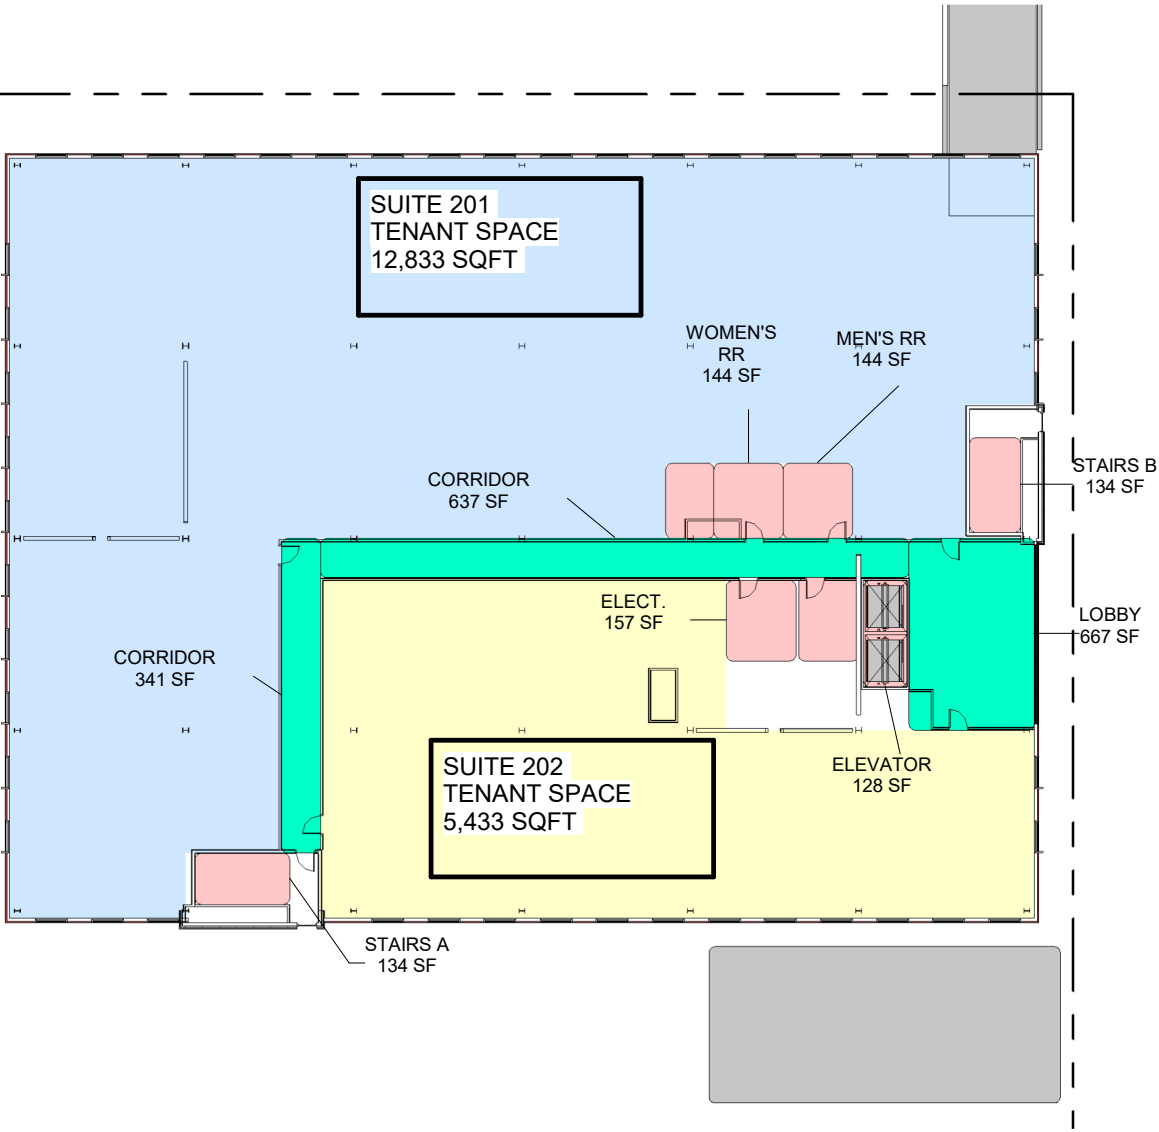 SUITE 201
TENANT SPACE
12,833 SQFT
WOMEN'S
RR
144 SF
MEN'S RR
144 SF
CORRIDOR
637 SF
STAIRS B
134 SF
ELECT.
157 SF
LOBBY
667 SF
CORRIDOR
341 SF
SUITE 202
TENANT SPACE
5,433 SQFT
ELEVATOR
128 SF
STAIRS A
134 SF